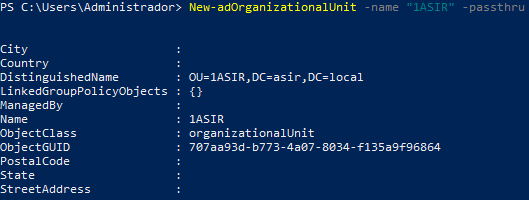 PS C:\Users\Administrador> New-adOrganizationalUnit -name "1ASIR" -passthru
City :
Country :
DistinguishedName : OU=1ASIR,DC=asir,DC=local
LinkedGroupPolicyObjects : {}
ManagedBy :
Name : 1ASIR
ObjectClass : organizationalUnit
ObjectGUID : 707aa93d-b773-4a07-8034-f135a9f96864
PostalCode :
State :
StreetAddress :